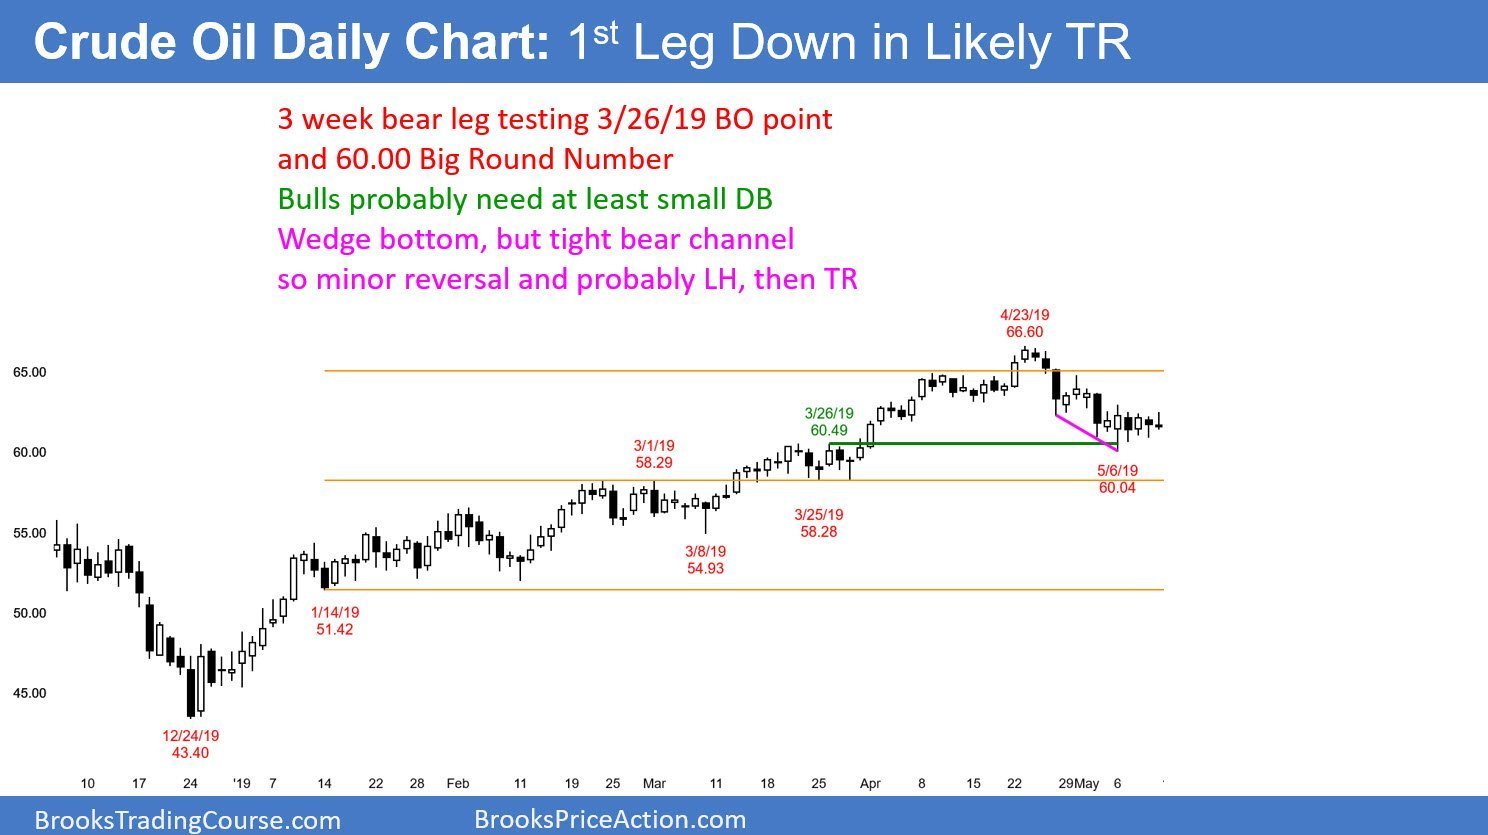 Crude Oil Daily Chart: 1st Leg Down in Likely TR
3 week bear leg testing 3/26/19 BO point
and 60.00 Big Round Number
Bulls probably need at least small DB
Wedge bottom, but tight bear channel
so minor reversal and probably LH, then TR
4/23/19
66.60
65.00
3/26/19
60.49
3/1/19
58.29
60.00
5/6/19
60.04
3/25/19
58.28
55.00
3/8/19
54.93
50.00
1/14/19
51.42
45.00
12/24/19
43.40
10 17 24 '19 7 14 22 28 Feb 11 19 25 Mar 11 18 25 Apr 8 15 22 29 May 6
BrooksTradingCourse.com
BrooksPriceAction.com